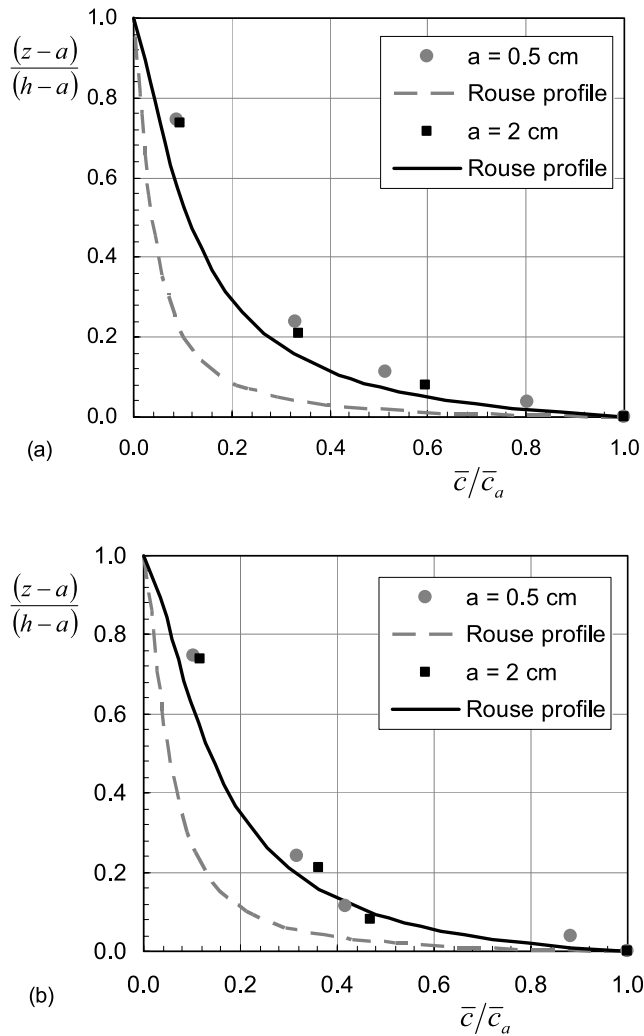 (z−a)
(h−a)
1.0
0.8
0.6
0.4
0.2
0.0
a = 0.5 cm
Rouse profile
a = 2 cm
Rouse profile
0.0 0.2 0.4 0.6 0.8 1.0
(a)
c̅/c̅ₐ
(z−a)
(h−a)
1.0
0.8
0.6
0.4
0.2
0.0
a = 0.5 cm
Rouse profile
a = 2 cm
Rouse profile
0.0 0.2 0.4 0.6 0.8 1.0
(b)
c̅/c̅ₐ